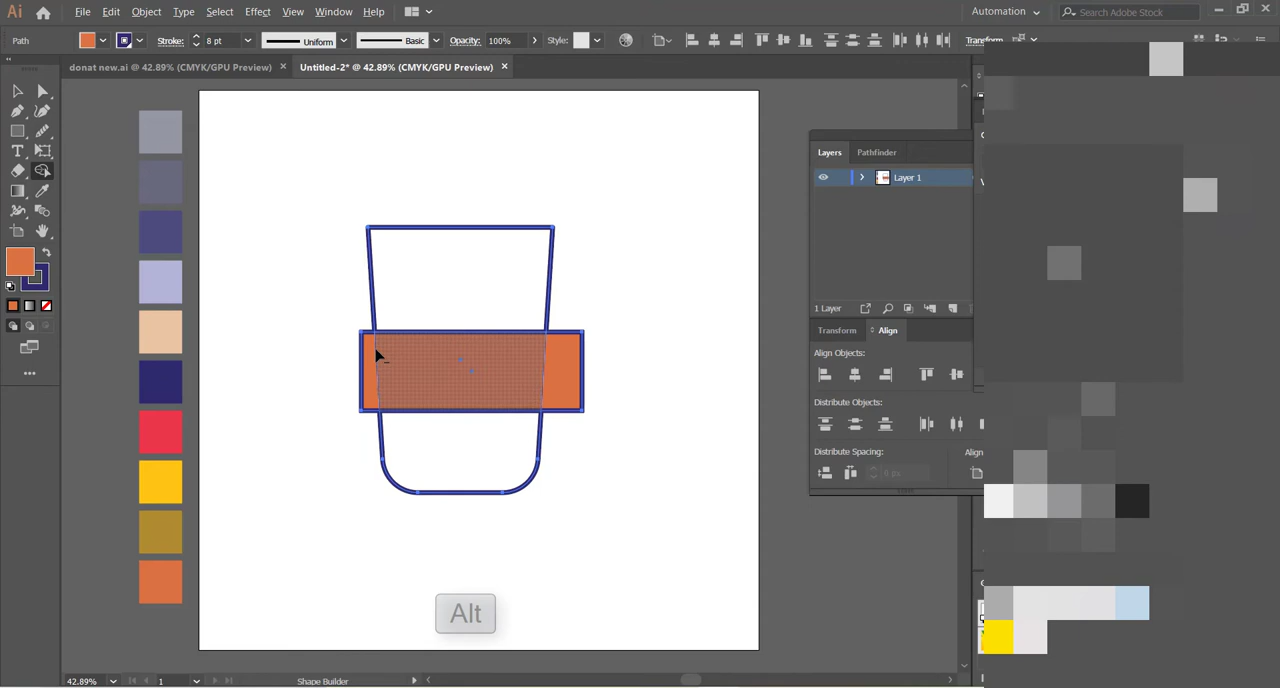 Ai File Edit Object Type Select Effect View Window Help Automation Search Adobe Stock
Path Stroke: 8 pt Uniform Basic Opacity: 100% Style: Transform
donat new.ai @ 42.89% (CMYK/GPU Preview) × Untitled-2* @ 42.89% (CMYK/GPU Preview) ×
Layers Pathfinder
Layer 1
1 Layer
Transform Align
Align Objects:
Distribute Objects:
Distribute Spacing: Align
6 px
Alt
42.89% 1 Shape Builder